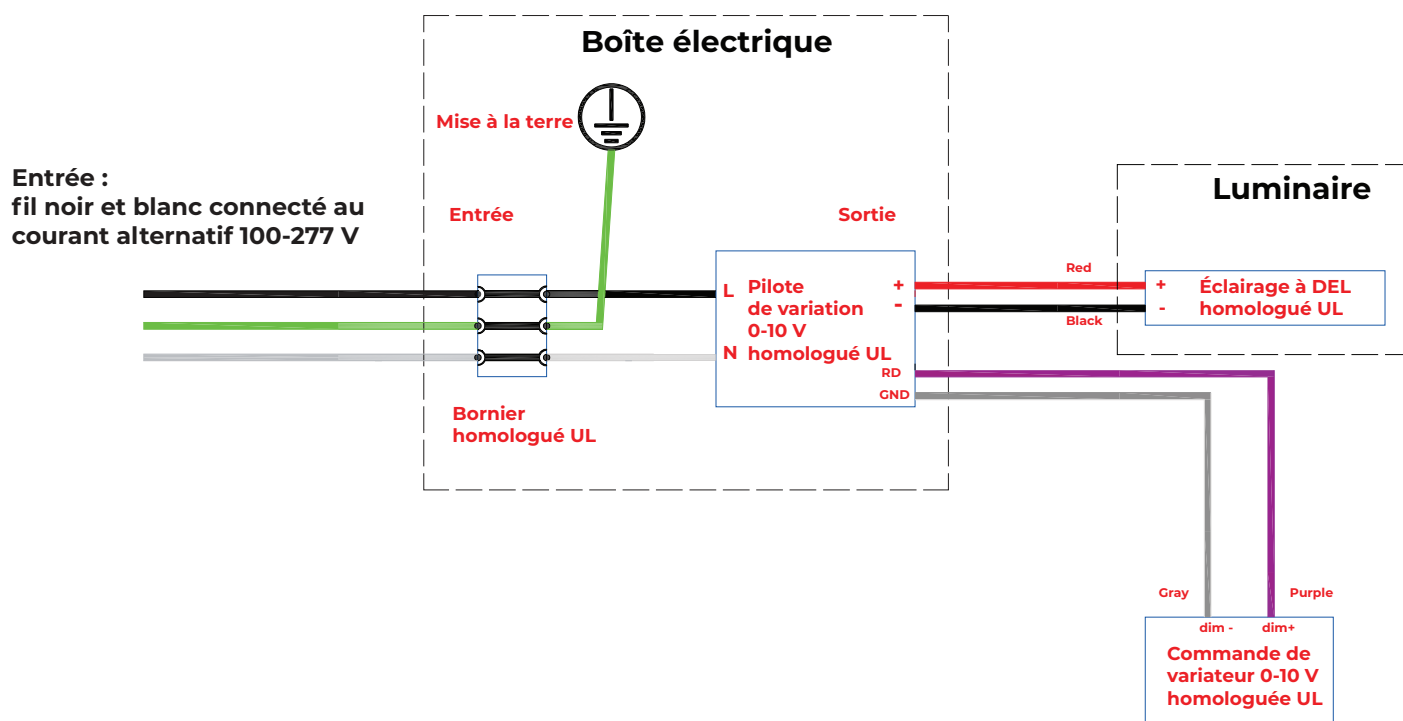 Boîte électrique
Mise à la terre
Entrée :
fil noir et blanc connecté au
courant alternatif 100-277 V
Entrée
Sortie
Luminaire
L
N
Pilote
de variation
0-10 V
homologué UL
+
-
RD
GND
Red
Black
+
-
Éclairage à DEL
homologué UL
Bornier
homologué UL
Gray
Purple
dim -
dim+
Commande de
variateur 0-10 V
homologuée UL